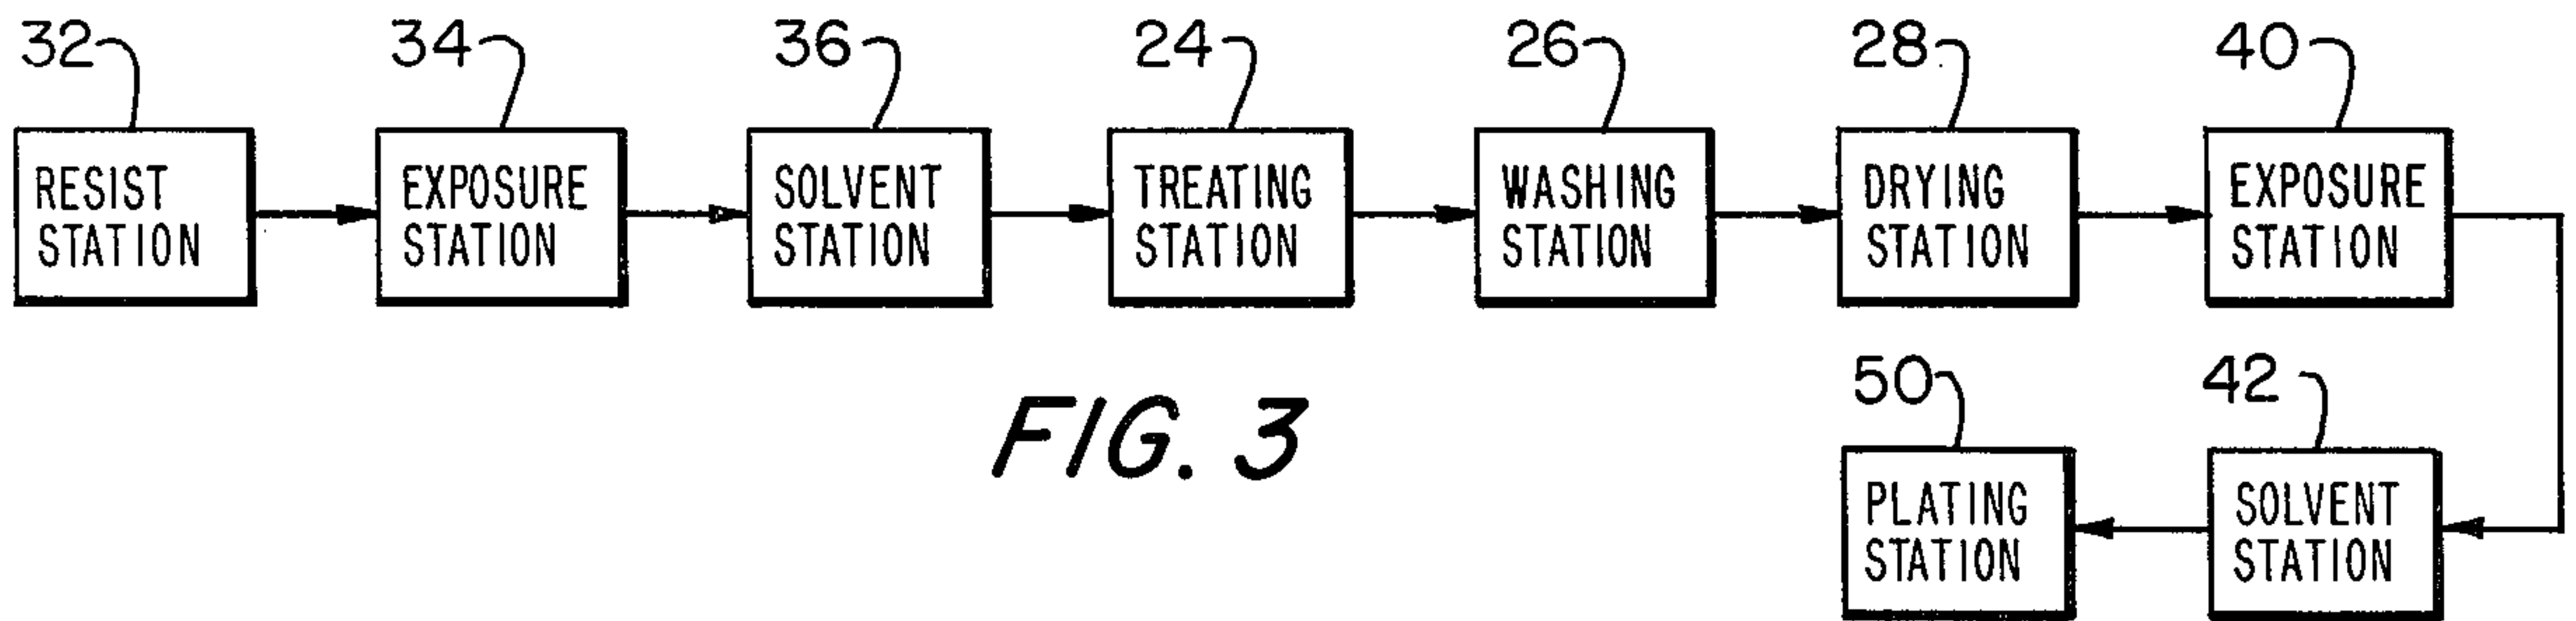 32
34
36
24
26
28
40
RESIST
STATION
EXPOSURE
STATION
SOLVENT
STATION
TREATING
STATION
WASHING
STATION
DRYING
STATION
EXPOSURE
STATION
50
42
PLATING
STATION
SOLVENT
STATION
FIG. 3